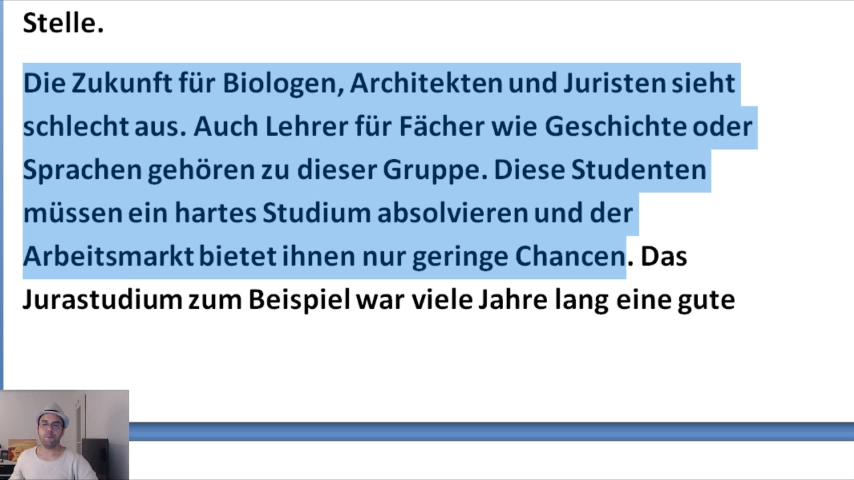 Stelle.
Die Zukunft für Biologen, Architekten und Juristen sieht
schlecht aus. Auch Lehrer für Fächer wie Geschichte oder
Sprachen gehören zu dieser Gruppe. Diese Studenten
müssen ein hartes Studium absolvieren und der
Arbeitsmarkt bietet ihnen nur geringe Chancen. Das
Jurastudium zum Beispiel war viele Jahre lang eine gute